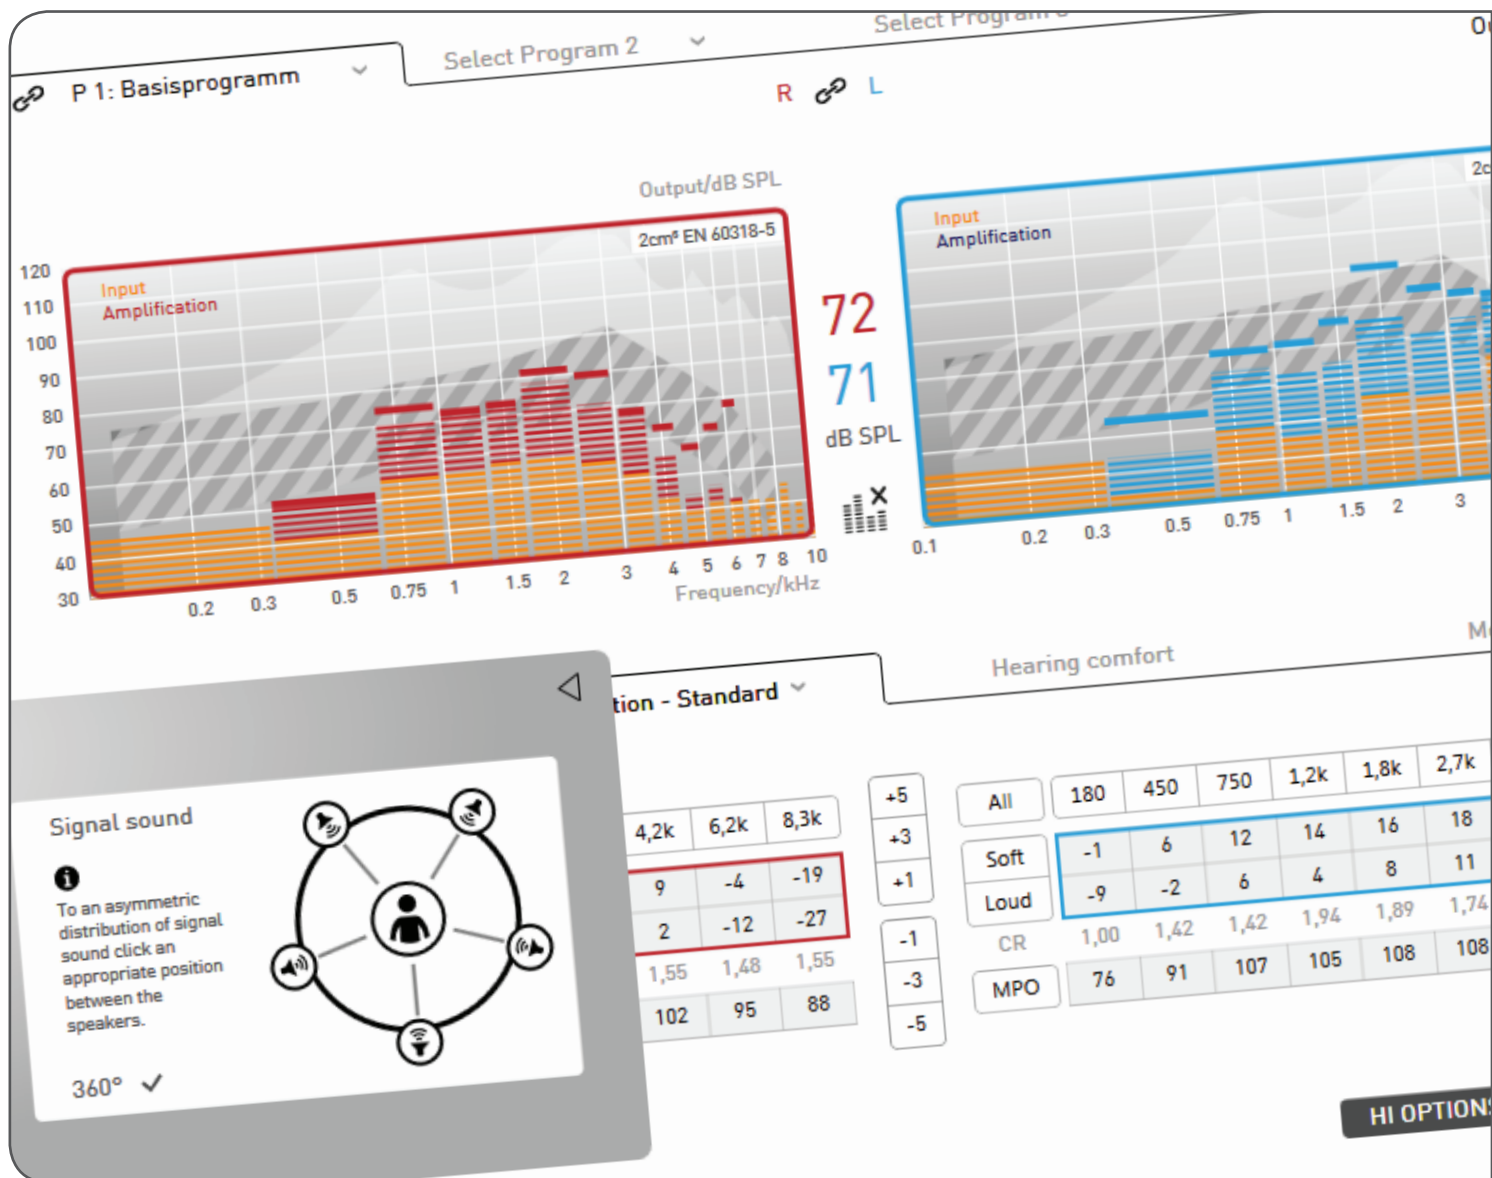 Select Program 2
P 1: Basisprogramm
R
L
Output/dB SPL
2cm³ EN 60318-5
Input
Amplification
120
110
100
90
80
70
60
50
40
30
0.2
0.3
0.5
0.75
1
1.5
2
3
4
5
6
7
8
10
Frequency/kHz
72
71
dB SPL
Input
Amplification
0.1
0.2
0.3
0.5
0.75
1
1.5
2
3
tion - Standard
Hearing comfort
4,2k 6,2k 8,3k
9 -4 -19
2 -12 -27
1,55 1,48 1,55
102 95 88
+5
+3
+1
-1
-3
-5
All 180 450 750 1,2k 1,8k 2,7k
Soft -1 6 12 14 16 18
Loud -9 -2 6 4 8 11
CR 1,00 1,42 1,42 1,94 1,89 1,74
MPO 76 91 107 105 108 108
Signal sound
To an asymmetric
distribution of signal
sound click an
appropriate position
between the
speakers.
360°
HI OPTIONS